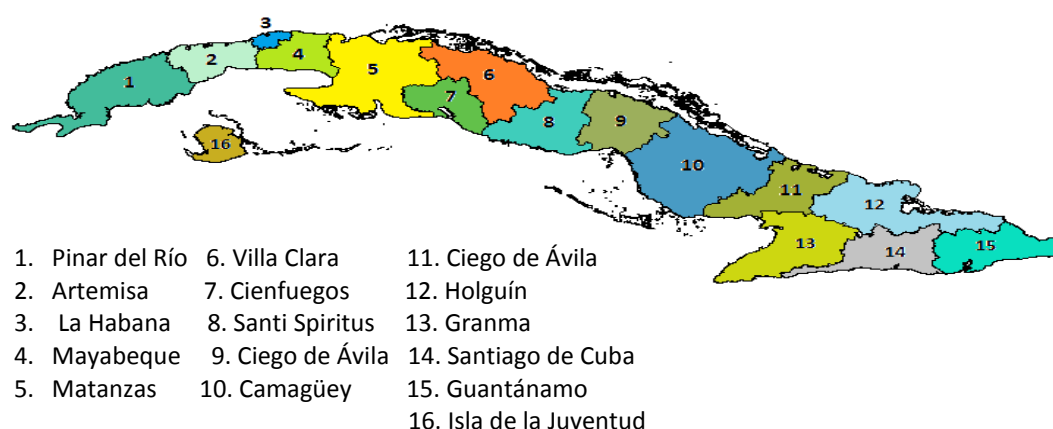 3
2
4
1
5
6
7
8
9
16
10
11
12
13
14
15
1. Pinar del Río 6. Villa Clara 11. Ciego de Ávila
2. Artemisa 7. Cienfuegos 12. Holguín
3. La Habana 8. Santi Spiritus 13. Granma
4. Mayabeque 9. Ciego de Ávila 14. Santiago de Cuba
5. Matanzas 10. Camagüey 15. Guantánamo
16. Isla de la Juventud